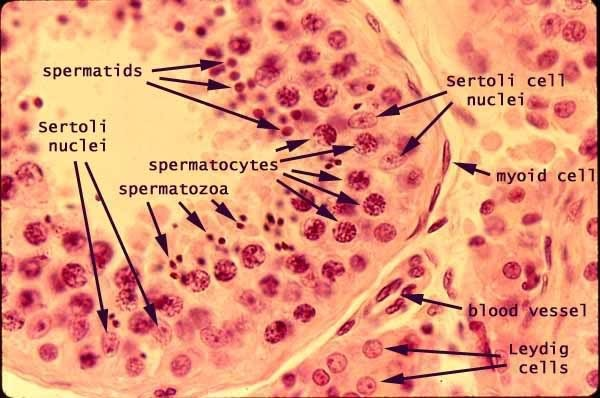 spermatids
Sertoli cell
nuclei
Sertoli
nuclei
spermatocytes
myoid cell
spermatozoa
blood vessel
Leydig
cells